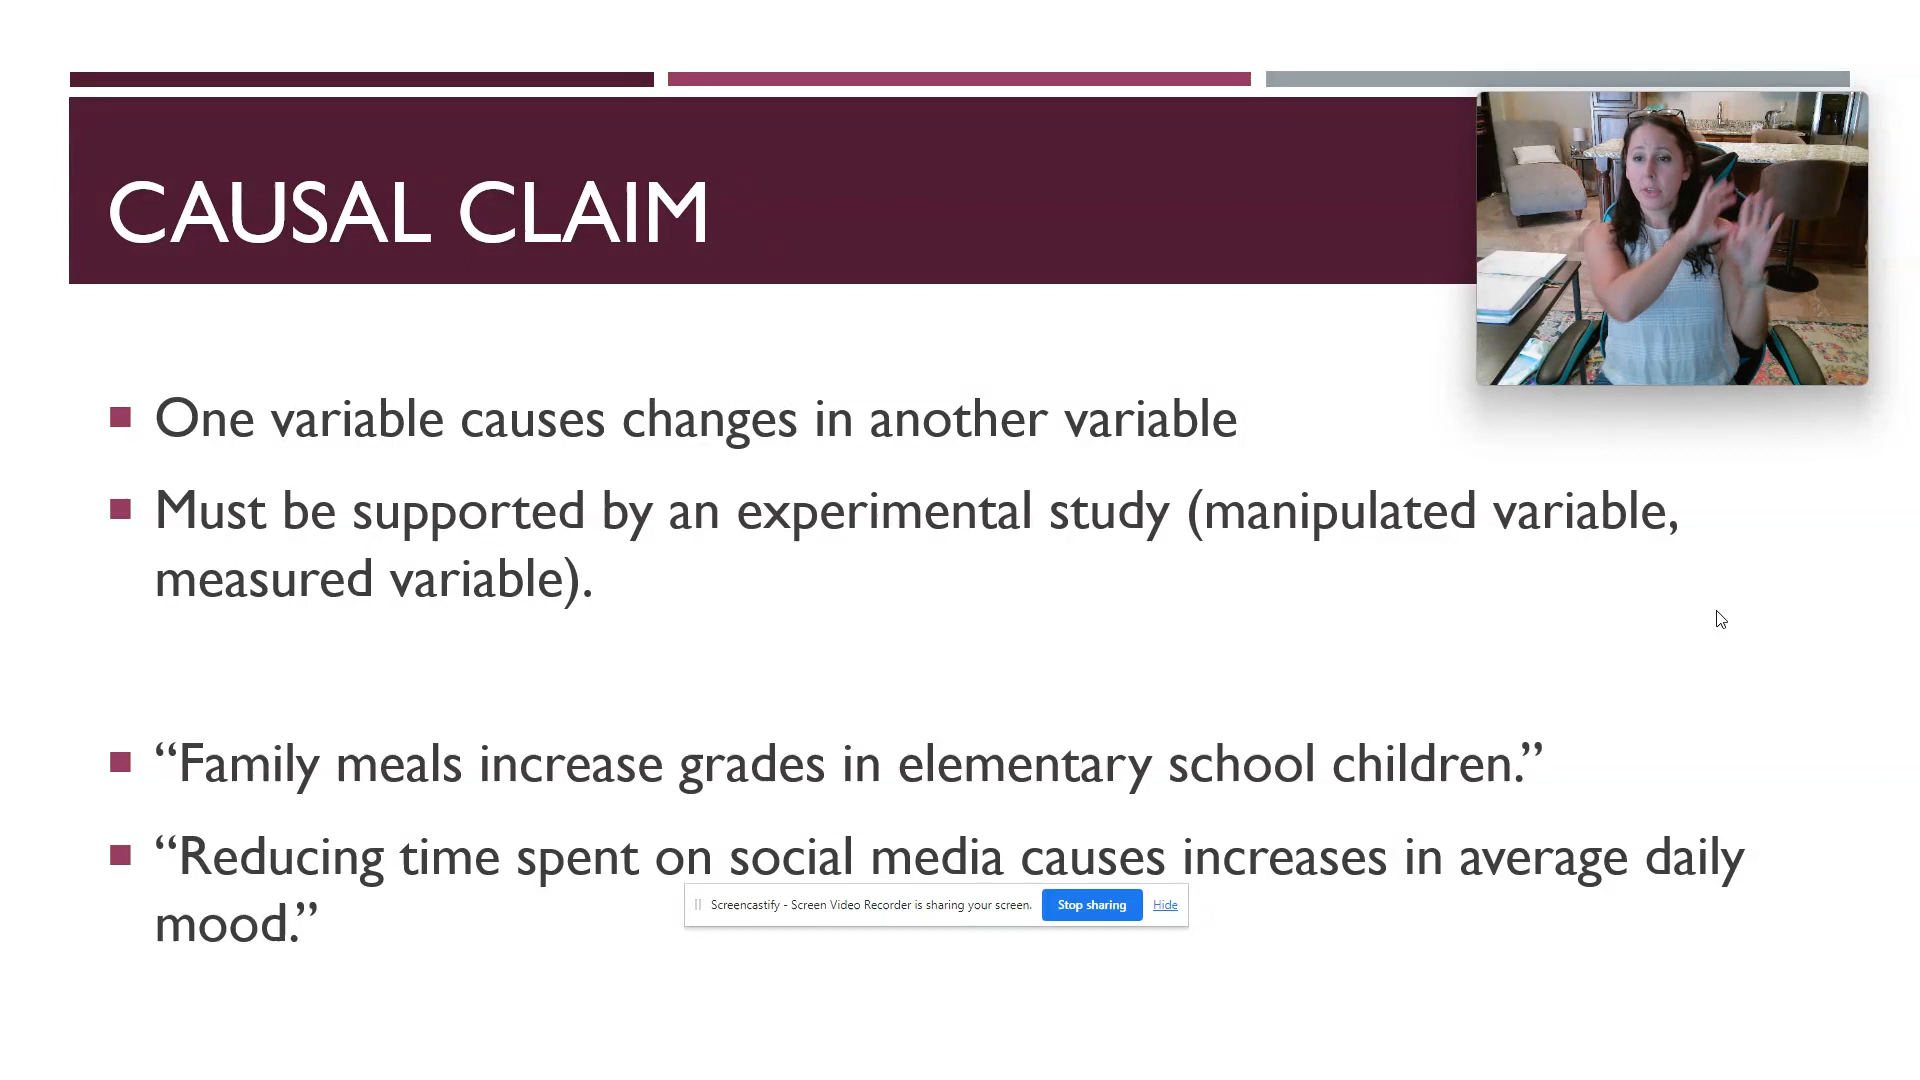 CAUSAL CLAIM
One variable causes changes in another variable
Must be supported by an experimental study (manipulated variable,
measured variable).
“Family meals increase grades in elementary school children.”
“Reducing time spent on social media causes increases in average daily
mood.”
Screencastify - Screen Video Recorder is sharing your screen. Stop sharing Hide